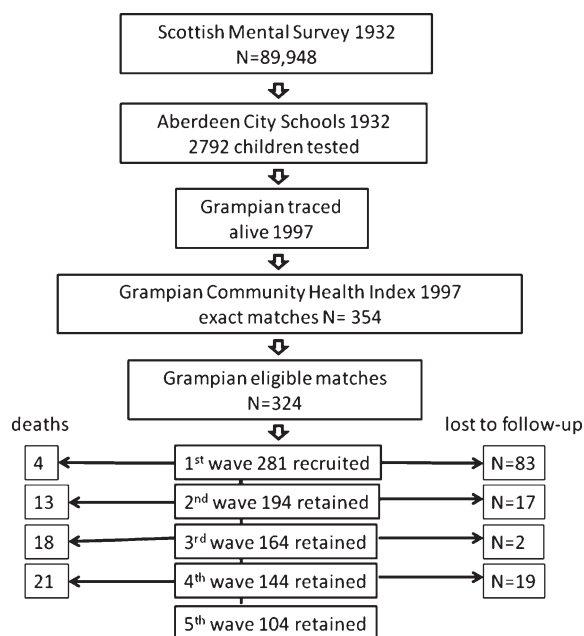 Scottish Mental Survey 1932
N=89,948
Aberdeen City Schools 1932
2792 children tested
Grampian traced
alive 1997
Grampian Community Health Index 1997
exact matches N= 354
Grampian eligible matches
N=324
deaths
lost to follow-up
4
1st wave 281 recruited
N=83
13
2nd wave 194 retained
N=17
18
3rd wave 164 retained
N=2
21
4th wave 144 retained
N=19
5th wave 104 retained